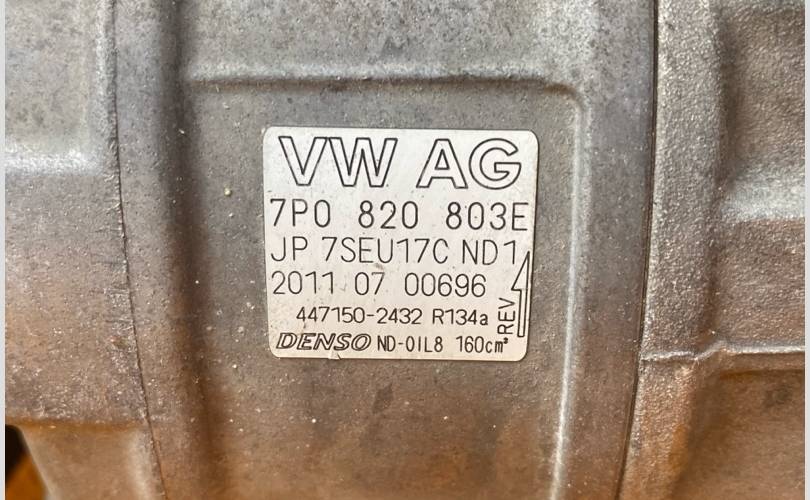 VW AG
7P0 820 803E
JP 7SEU17C ND1
2011 07 00696
447150-2432 R134a
DENSO ND-OIL8 160cm³
REV